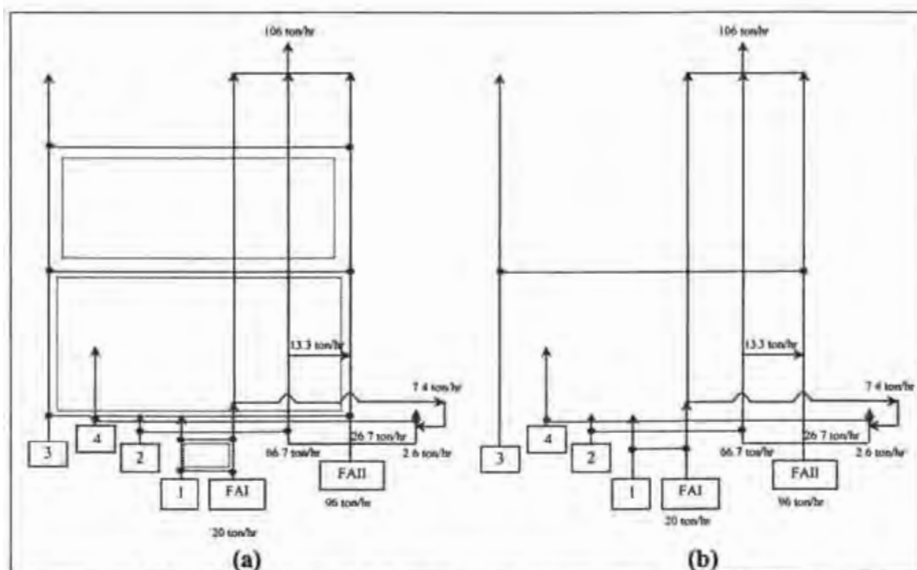 106 ton/hr
13.3 ton/hr
7.4 ton/hr
26.7 ton/hr
66.7 ton/hr
2.6 ton/hr
3
4
2
1
FAI
FAII
96 ton/hr
20 ton/hr
(a)
106 ton/hr
13.3 ton/hr
7.4 ton/hr
26.7 ton/hr
66.7 ton/hr
2.6 ton/hr
3
4
2
1
FAI
FAII
96 ton/hr
20 ton/hr
(b)